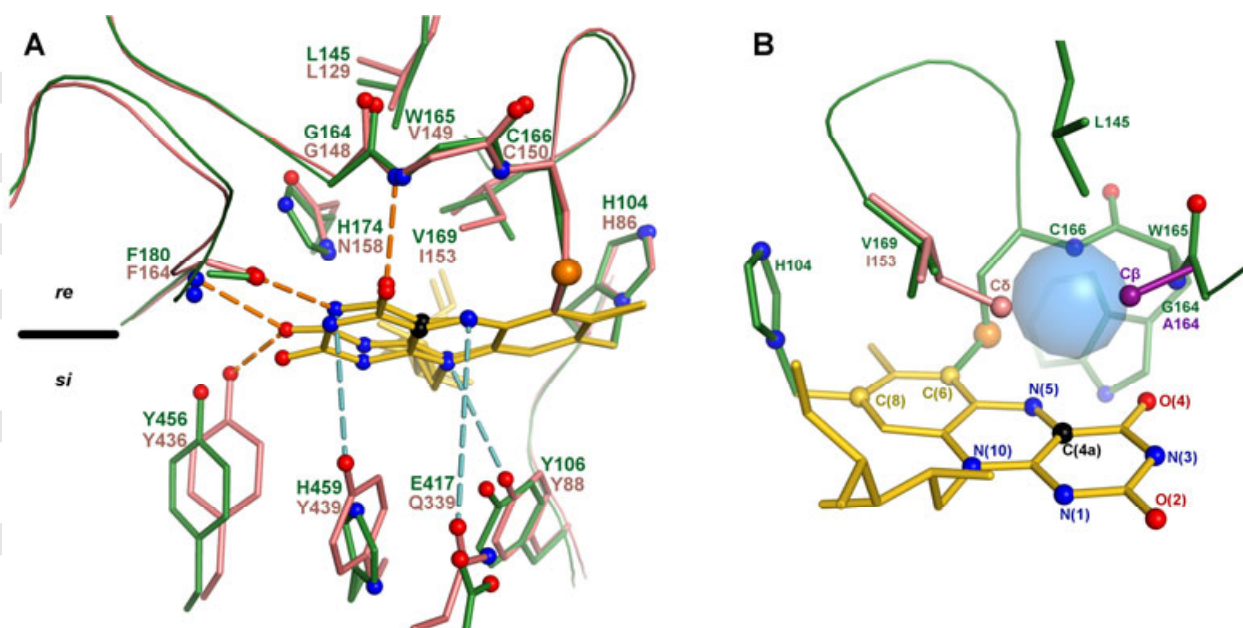 A
L145
L129
W165
V149
G164
G148
C166
C150
H104
H86
H174
N158
V169
I153
F180
F164
re
si
Y456
Y436
H459
Y439
E417
Q339
Y106
Y88
B
L145
V169
I153
C166
W165
Cδ
Cβ
H104
G164
A164
C(8)
C(6)
N(5)
O(4)
C(4a)
N(10)
N(3)
N(1)
O(2)